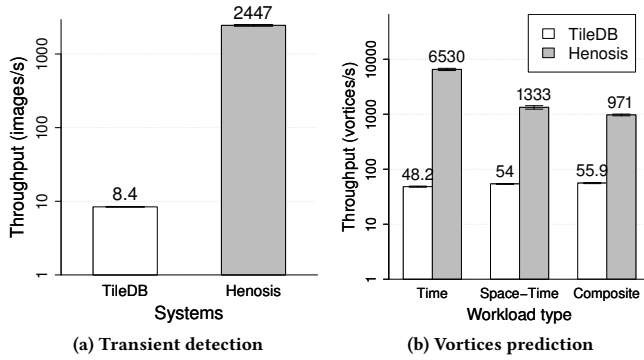 Throughput (images/s)
1 10 100 1000
8.4
2447
TileDB Henosis
Systems
(a) Transient detection
Throughput (vortices/s)
1 10 100 1000 10000
TileDB
Henosis
48.2
6530
54
1333
55.9
971
Time Space-Time Composite
Workload type
(b) Vortices prediction